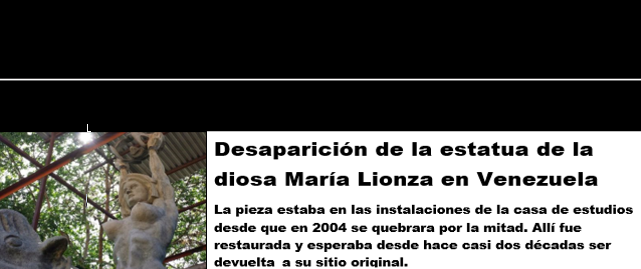 Desaparición de la estatua de la
diosa María Lionza en Venezuela
La pieza estaba en las instalaciones de la casa de estudios
desde que en 2004 se quebrara por la mitad. Allí fue
restaurada y esperaba desde hace casi dos décadas ser
devuelta a su sitio original.